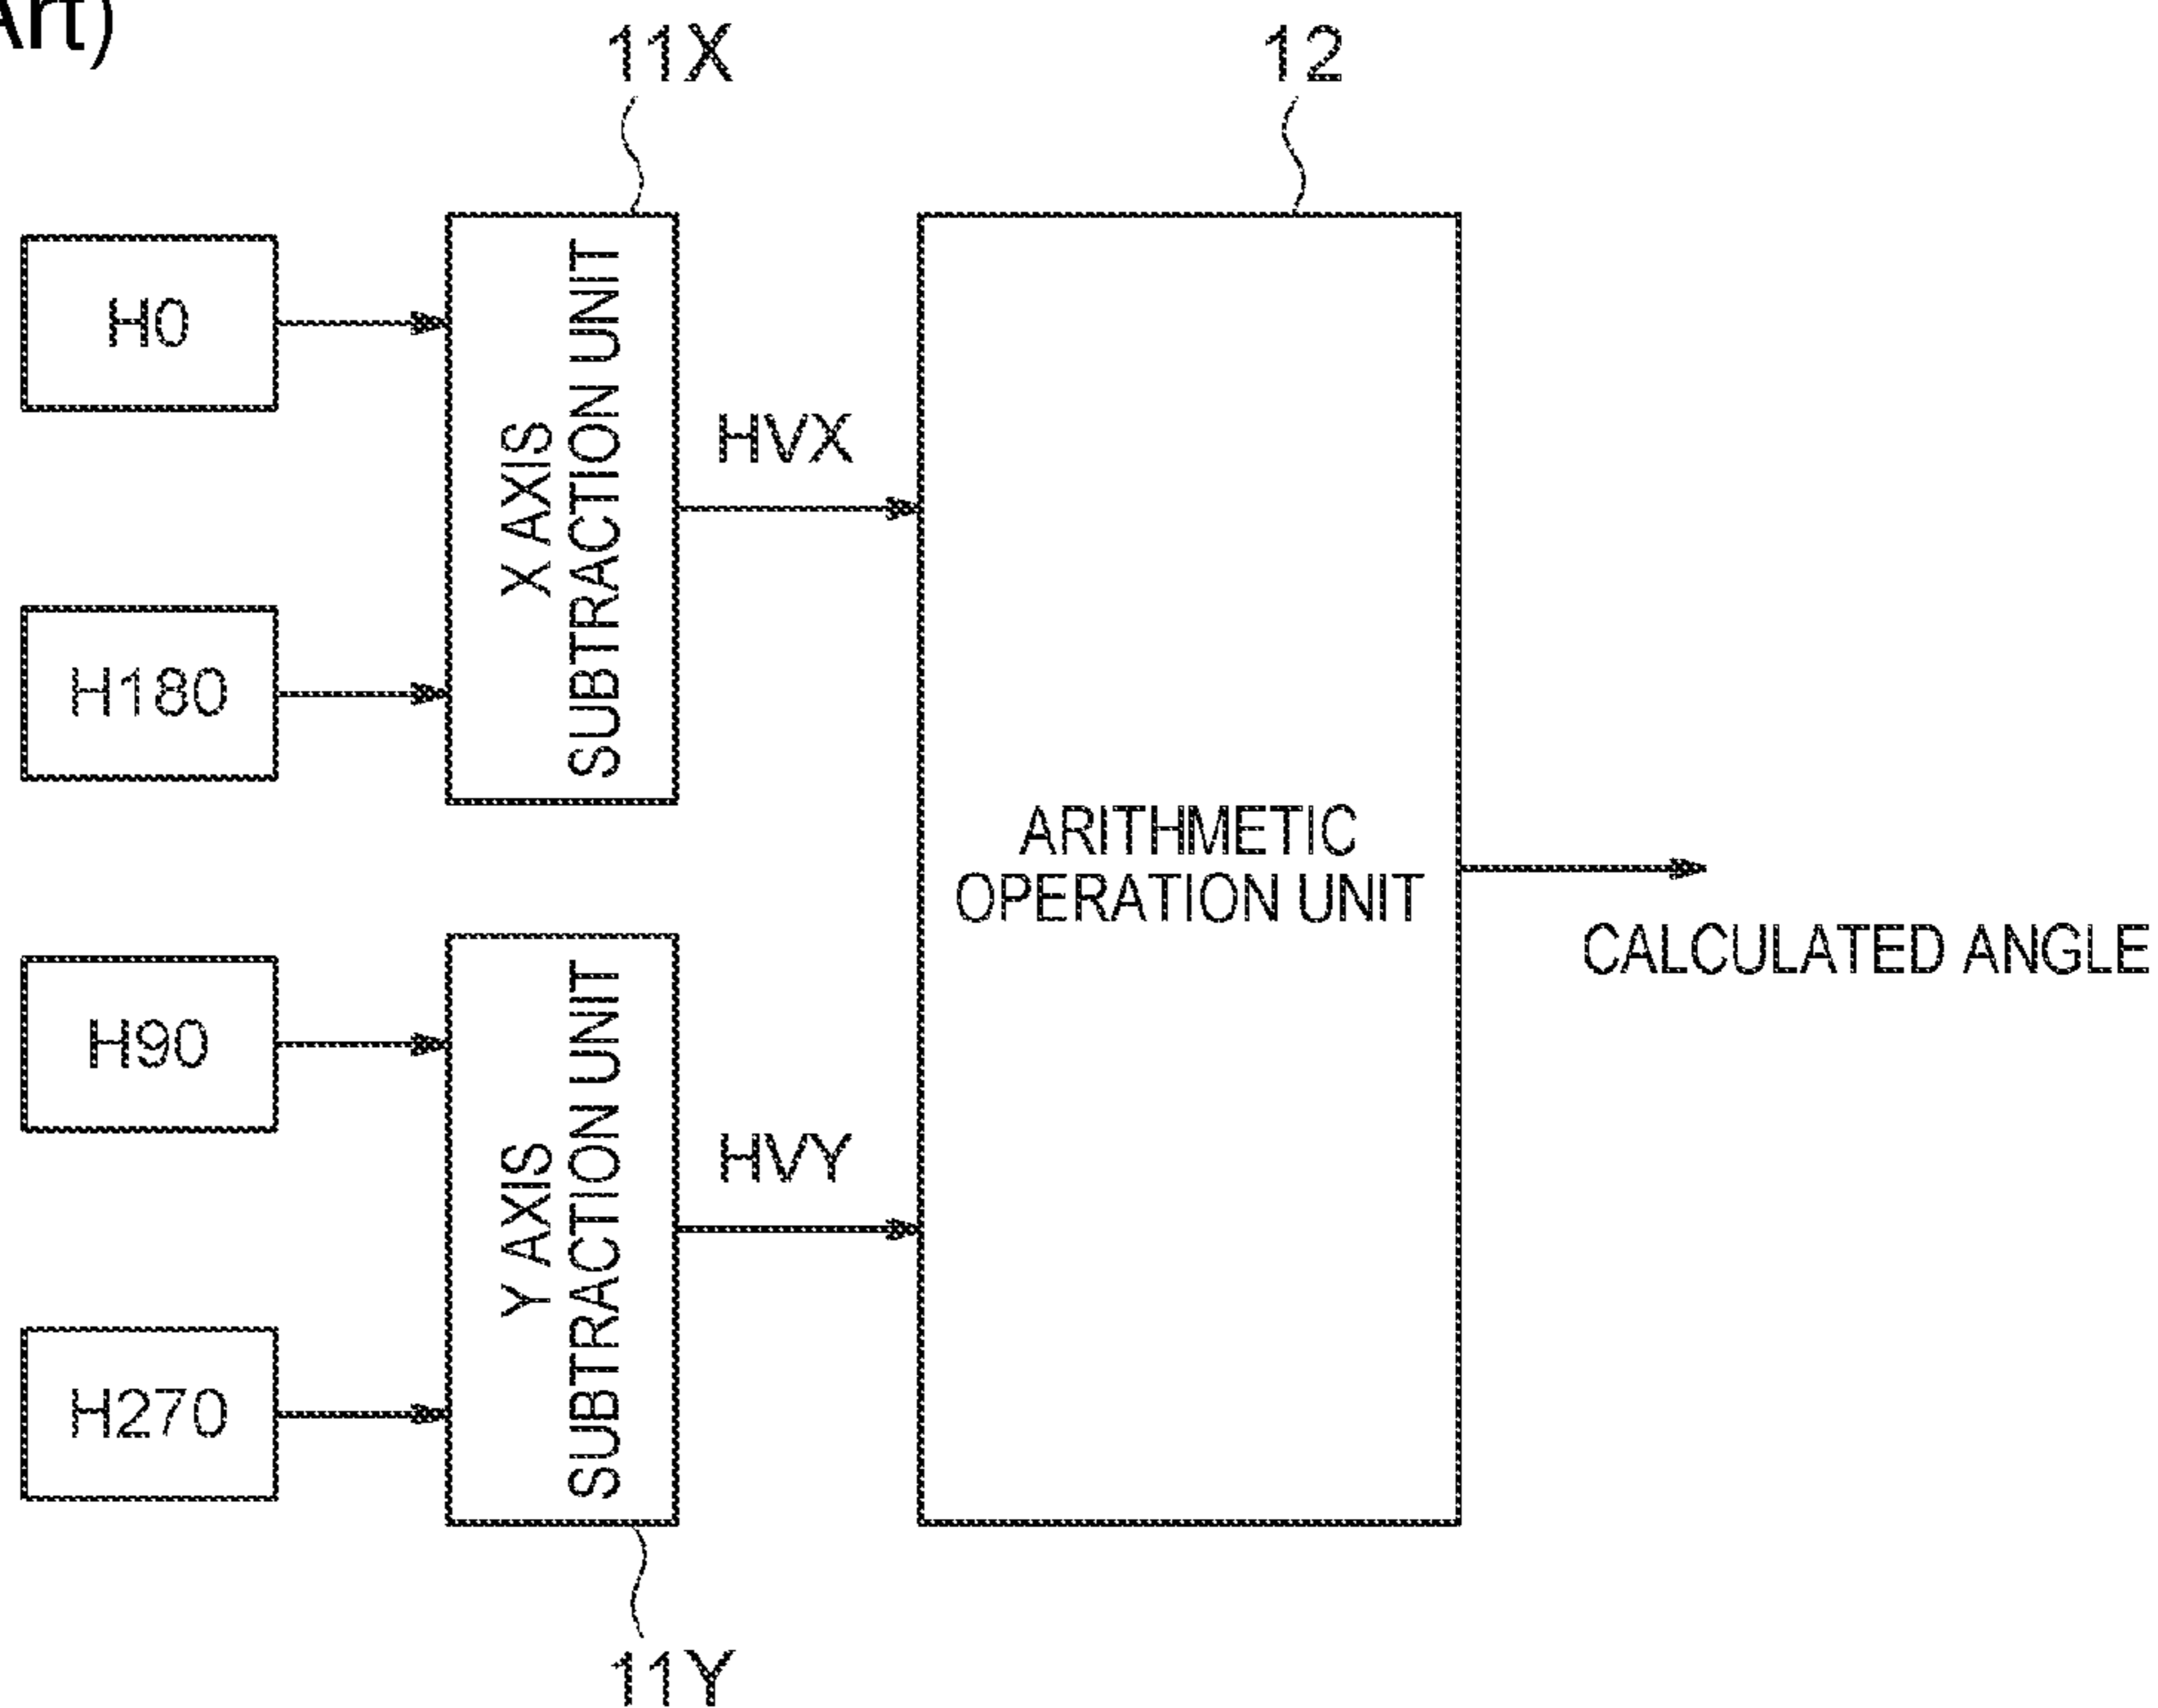 Art)
11X
12
H0
H180
X AXIS
SUBTRACTION UNIT
HVX
ARITHMETIC
OPERATION UNIT
CALCULATED ANGLE
H90
H270
Y AXIS
SUBTRACTION UNIT
HVY
11Y